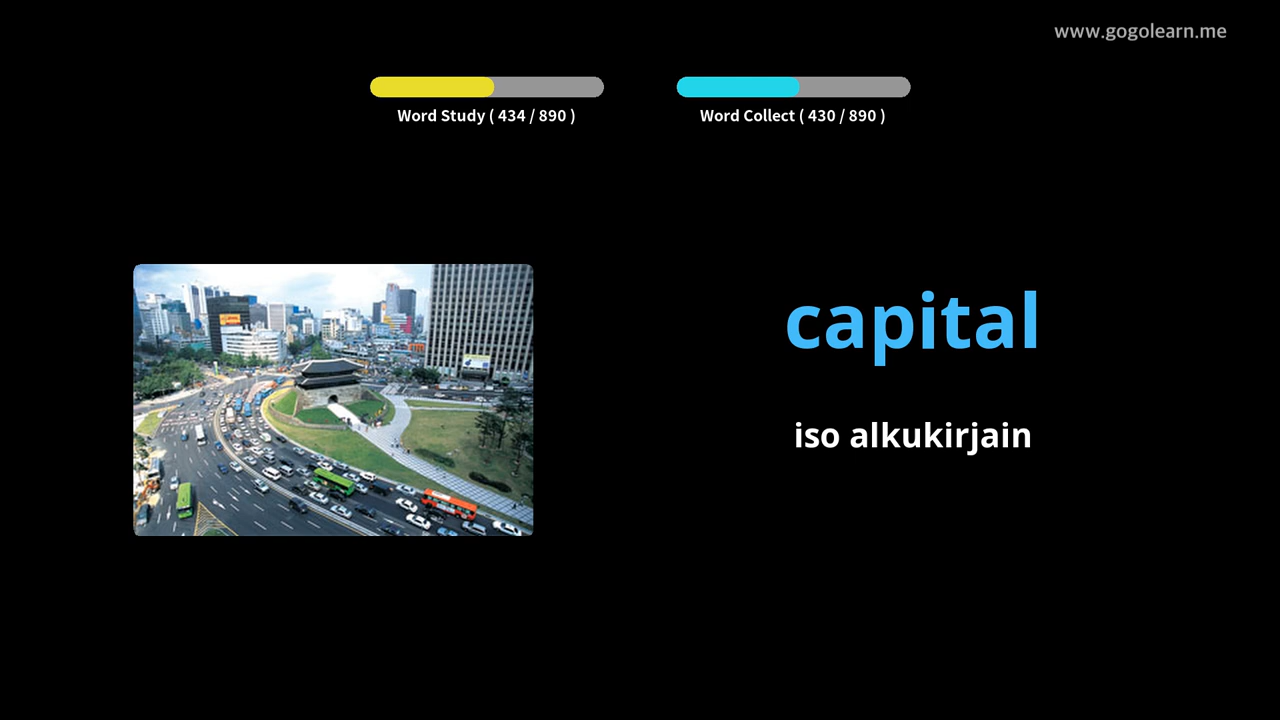 www.gogolearn.me
Word Study ( 434 / 890 )
Word Collect ( 430 / 890 )
capital
iso alkukirjain